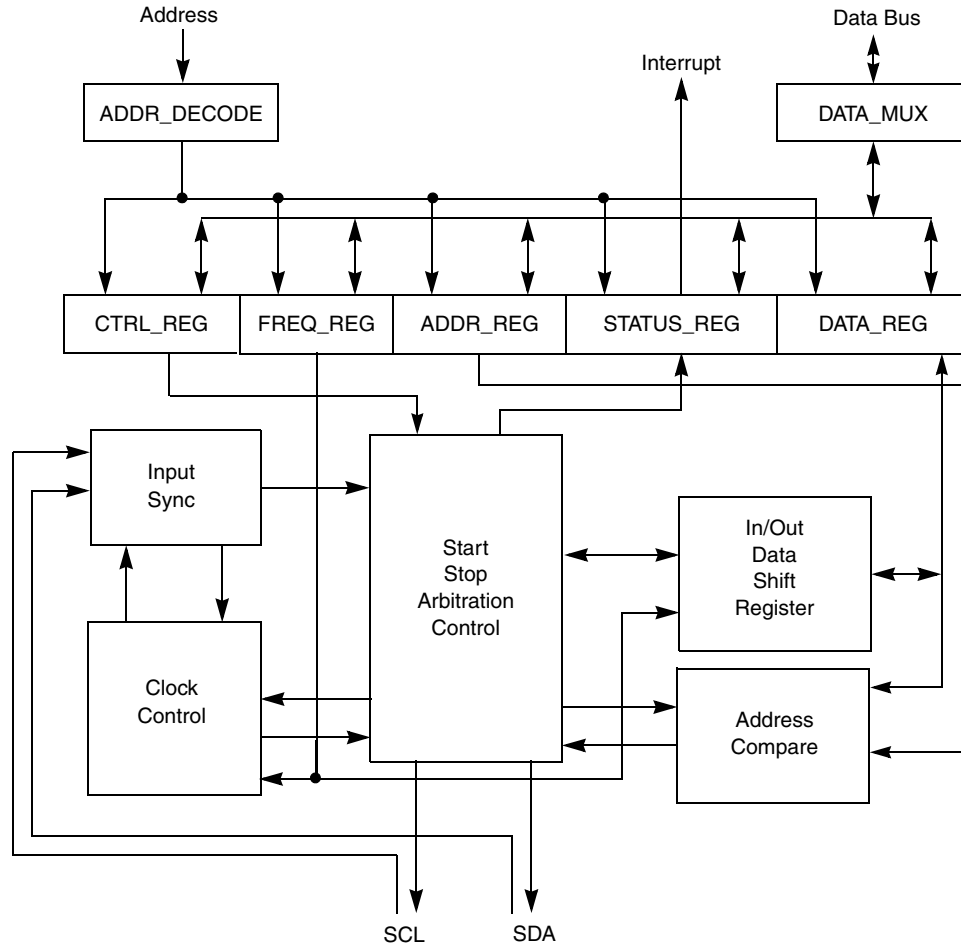 Address
Data Bus
Interrupt
ADDR_DECODE
DATA_MUX
CTRL_REG
FREQ_REG
ADDR_REG
STATUS_REG
DATA_REG
Input
Sync
Start
Stop
Arbitration
Control
In/Out
Data
Shift
Register
Clock
Control
Address
Compare
SCL
SDA